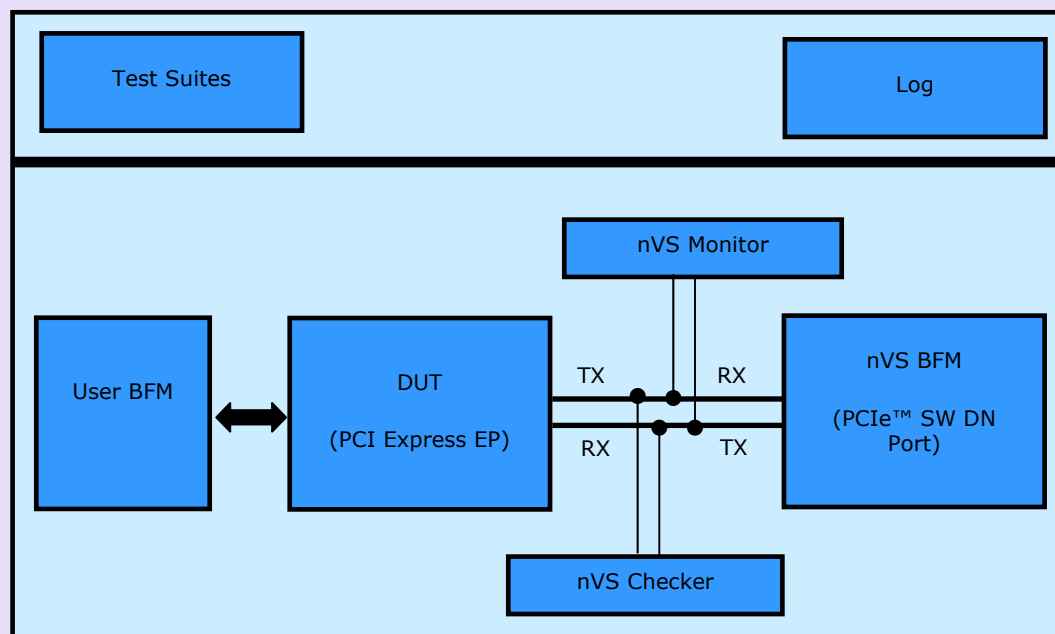 Test Suites
Log
nVS Monitor
User BFM
DUT
(PCI Express EP)
TX
RX
RX
TX
nVS BFM
(PCIe™ SW DN
Port)
nVS Checker